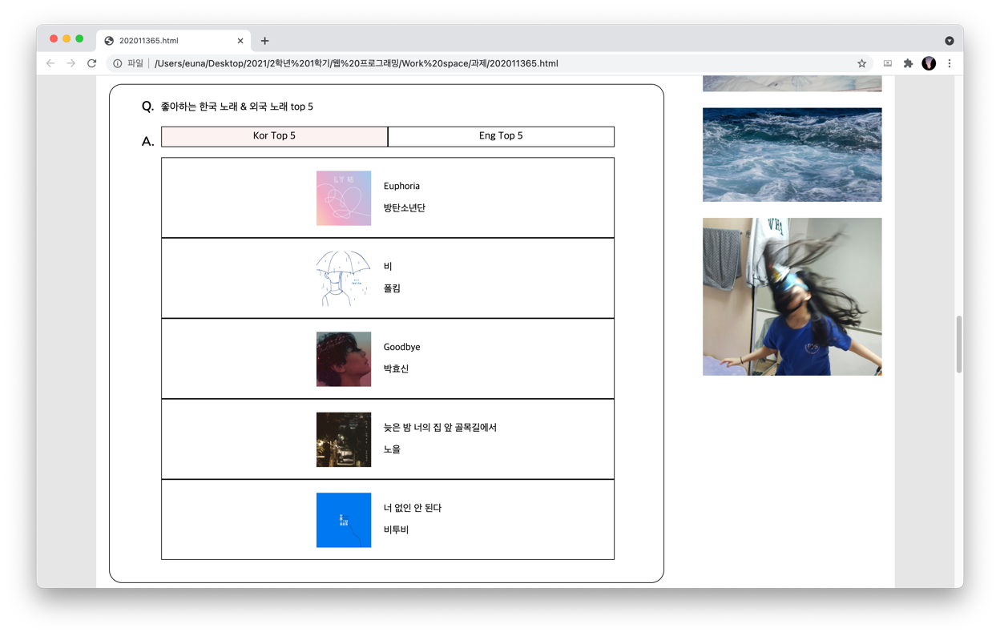 202011365.html
파일 | /Users/euna/Desktop/2021/2학년%201학기/웹%20프로그래밍/Work%20space/과제/202011365.html
Q. 좋아하는 한국 노래 & 외국 노래 top 5
A.
Kor Top 5
Eng Top 5
Euphoria
방탄소년단
비
폴킴
Goodbye
박효신
늦은 밤 너의 집 앞 골목길에서
노을
너 없인 안 된다
비투비